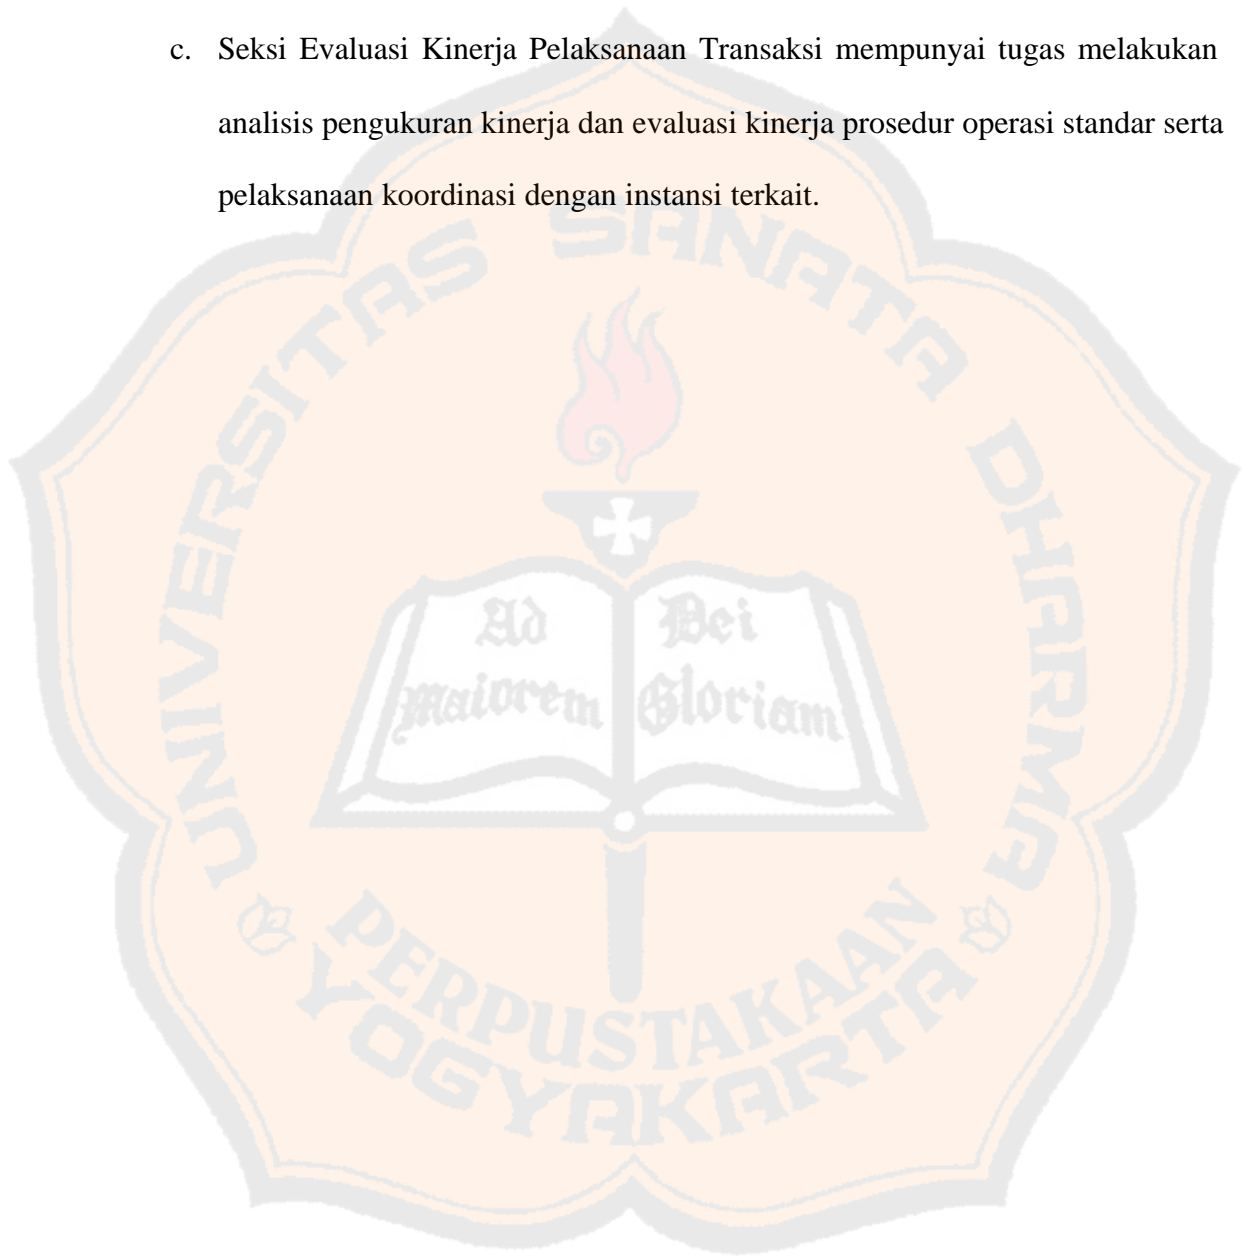 c. Seksi Evaluasi Kinerja Pelaksanaan Transaksi mempunyai tugas melakukan
analisis pengukuran kinerja dan evaluasi kinerja prosedur operasi standar serta
pelaksanaan koordinasi dengan instansi terkait.
UNIVERSITAS SANATA DHARMA
Ad Dei
Maiorem Gloriam
PERPUSTAKAAN
YOGYAKARTA